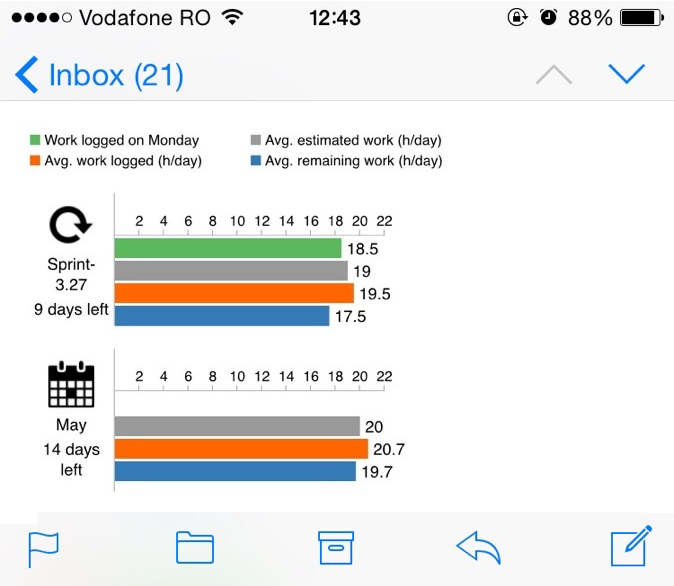 Vodafone RO 12:43 88%
Inbox (21)
Work logged on Monday Avg. estimated work (h/day)
Avg. work logged (h/day) Avg. remaining work (h/day)
2 4 6 8 10 12 14 16 18 20 22
Sprint-
3.27
9 days left
18.5
19
19.5
17.5
2 4 6 8 10 12 14 16 18 20 22
May
14 days
left
20
20.7
19.7